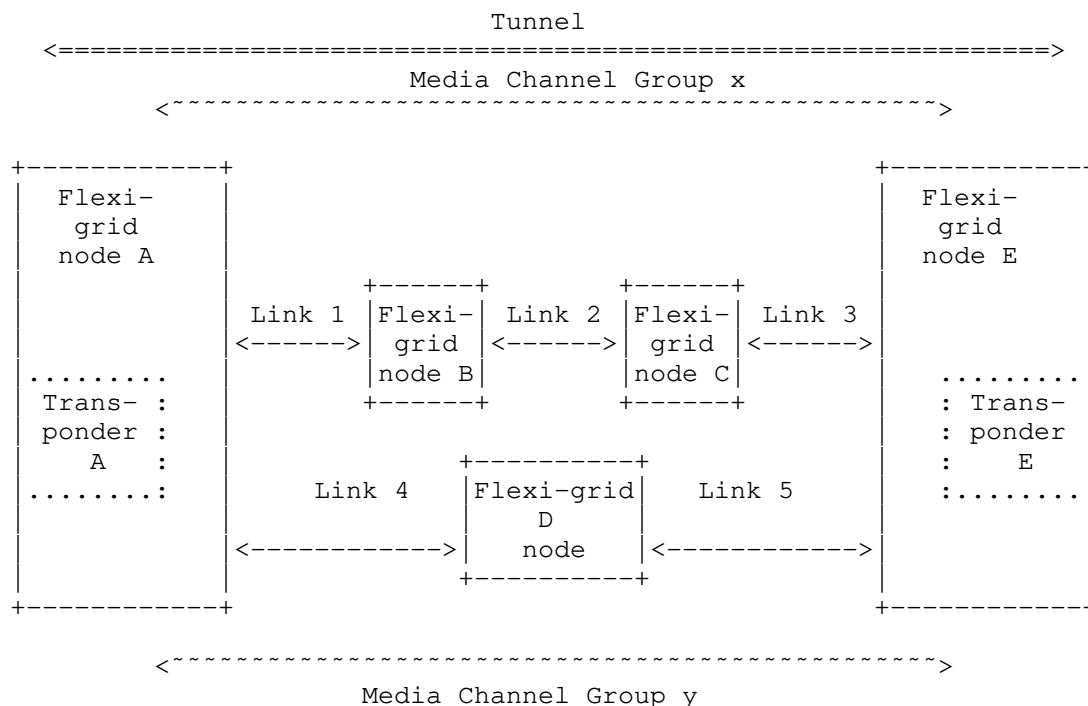 Tunnel
<==============================================================>
Media Channel Group x
<~~~~~~~~~~~~~~~~~~~~~~~~~~~~~~~~~~~~~~~~~~~~~~~~>
Flexi- Flexi-
grid grid
node A node E
Link 1 Flexi- Link 2 Flexi- Link 3
<------> grid <------> grid <------>
node B node C
Trans- Trans-
ponder ponder
A E
Link 4 Flexi-grid Link 5
D
<------------> node <------------>
<~~~~~~~~~~~~~~~~~~~~~~~~~~~~~~~~~~~~~~~~~~~~~~~~>
Media Channel Group y